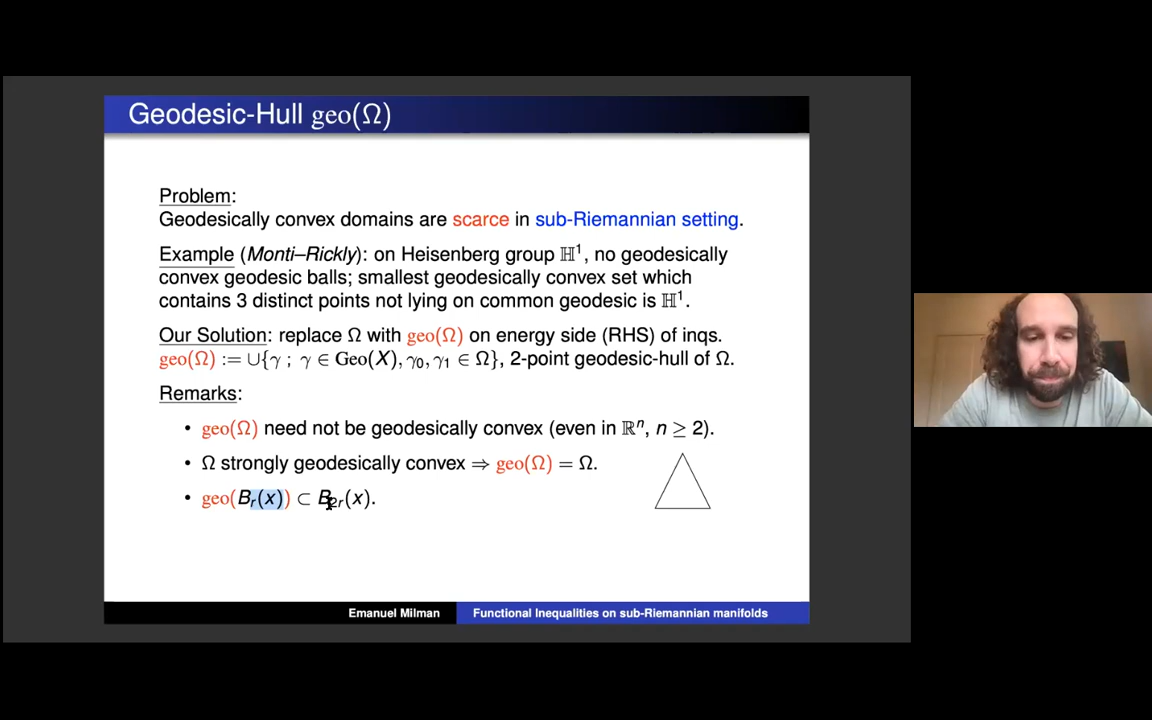 Geodesic-Hull geo(Ω)
Problem:
Geodesically convex domains are scarce in sub-Riemannian setting.
Example (Monti–Rickly): on Heisenberg group ℍ¹, no geodesically
convex geodesic balls; smallest geodesically convex set which
contains 3 distinct points not lying on common geodesic is ℍ¹.
Our Solution: replace Ω with geo(Ω) on energy side (RHS) of inqs.
geo(Ω) := ∪{γ ; γ ∈ Geo(X), γ₀, γ₁ ∈ Ω}, 2-point geodesic-hull of Ω.
Remarks:
• geo(Ω) need not be geodesically convex (even in ℝⁿ, n ≥ 2).
• Ω strongly geodesically convex ⇒ geo(Ω) = Ω.
• geo(Bᵣ(x)) ⊂ B₂ᵣ(x).
Emanuel Milman Functional Inequalities on sub-Riemannian manifolds